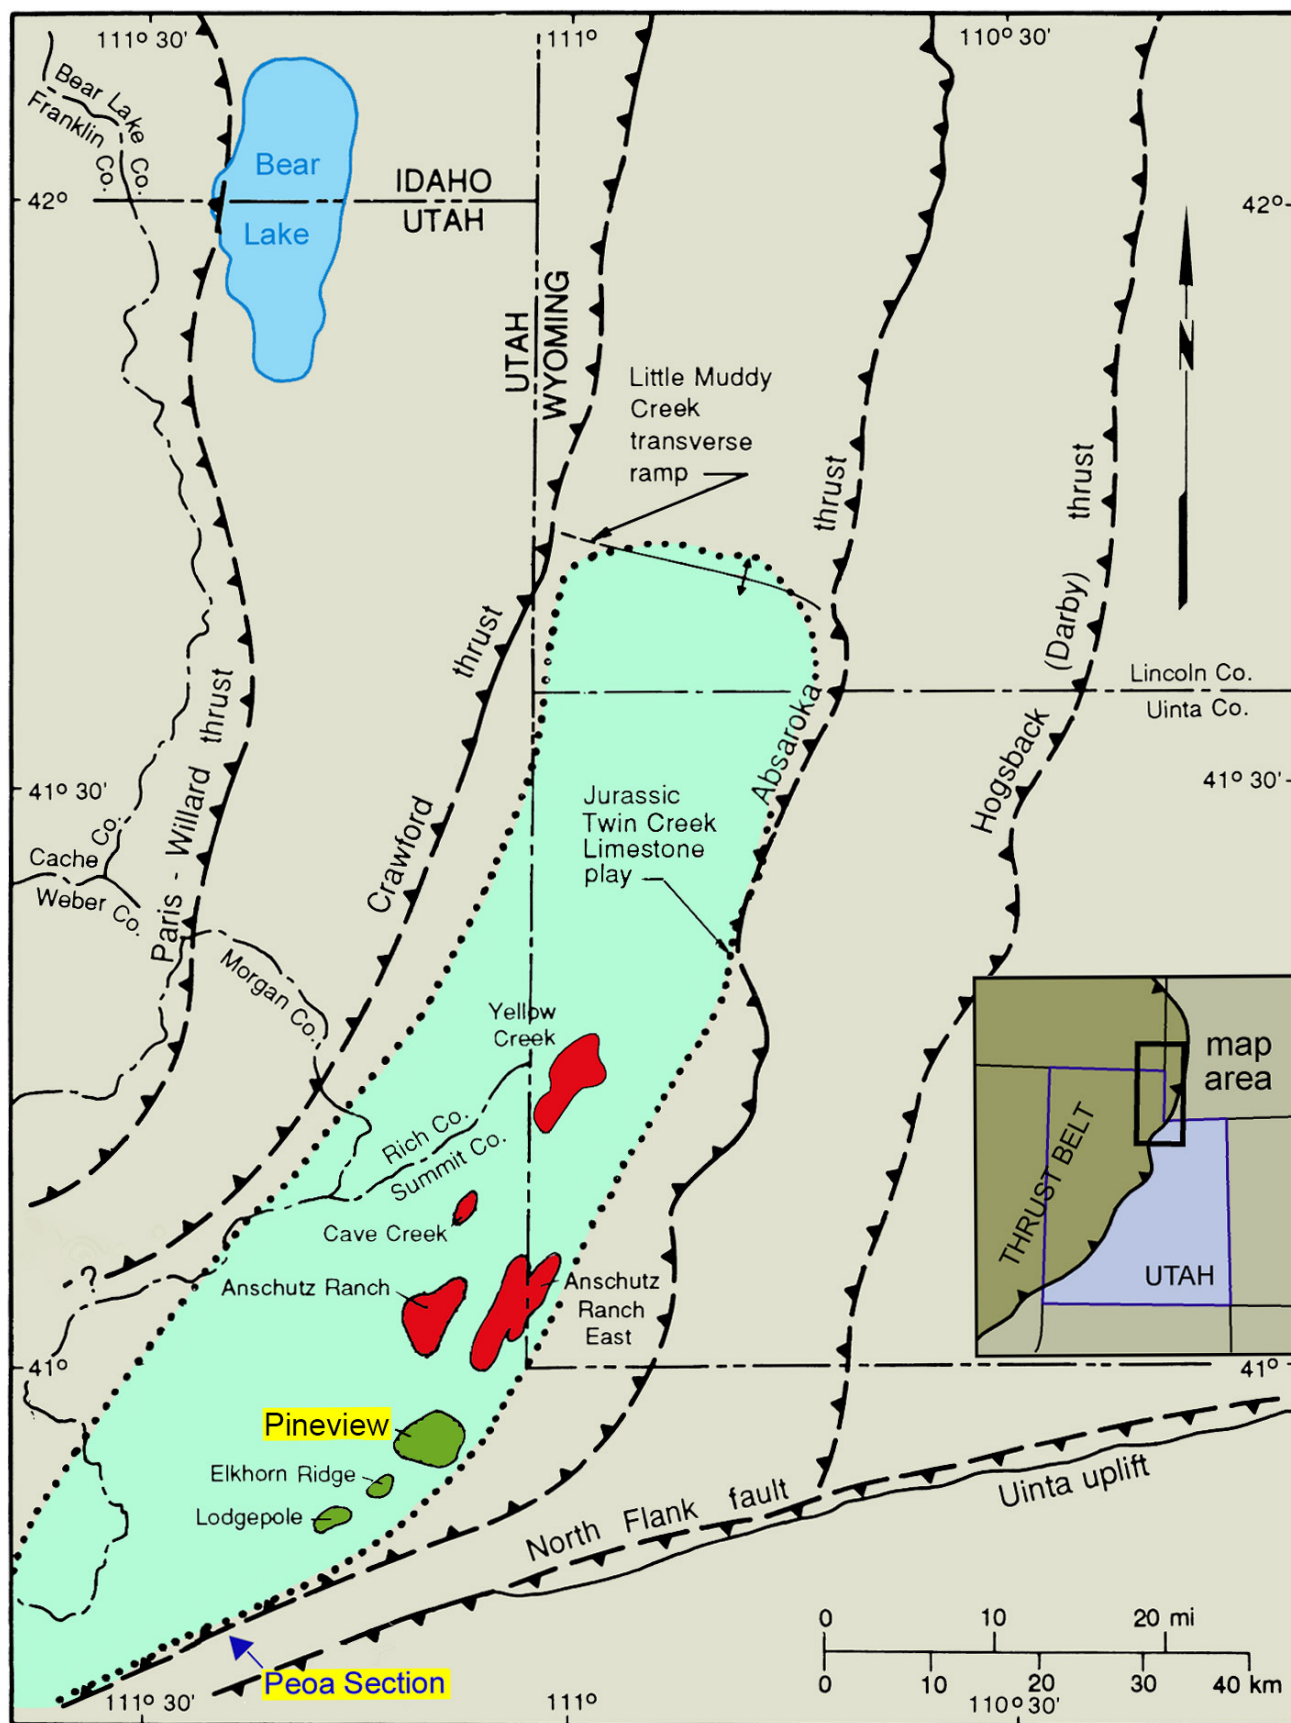 111° 30'
111°
110° 30'
Bear Lake Co.
Franklin Co.
Bear
Lake
IDAHO
UTAH
42°
42°
UTAH
WYOMING
N
Little Muddy
Creek
transverse
ramp
thrust
thrust
(Darby)
thrust
thrust
Lincoln Co.
Uinta Co.
Absaroka
Hogsback
41° 30'
41° 30'
Jurassic
Twin Creek
Limestone
play
Crawford
Paris - Willard
Co.
Cache
Weber Co.
Morgan Co.
Yellow
Creek
Rich Co.
Summit Co.
map
area
THRUST BELT
UTAH
Cave Creek
?
Anschutz Ranch
Anschutz
Ranch
East
41°
41°
Pineview
Elkhorn Ridge
Lodgepole
North Flank fault
Uinta uplift
Peoa Section
0 10 20 mi
0 10 20 30 40 km
111° 30'
111°
110° 30'